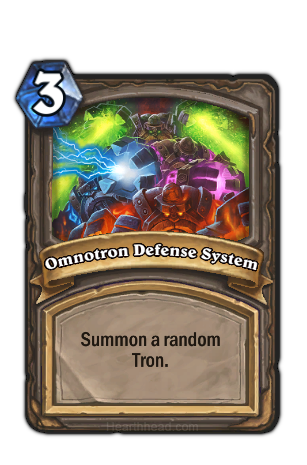 3
Omnotron Defense System
Summon a random
Tron.
Hearthhead.com